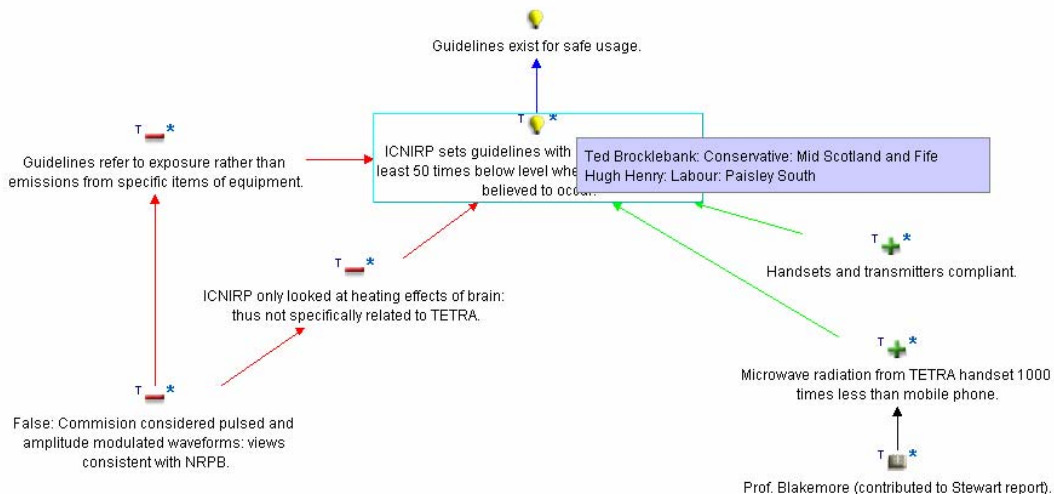 Guidelines exist for safe usage.
T *
T *
Guidelines refer to exposure rather than
emissions from specific items of equipment.
ICNIRP sets guidelines with
least 50 times below level whe
believed to occur.
Ted Brocklebank: Conservative: Mid Scotland and Fife
Hugh Henry: Labour: Paisley South
T *
Handsets and transmitters compliant.
T *
ICNIRP only looked at heating effects of brain:
thus not specifically related to TETRA.
T *
Microwave radiation from TETRA handset 1000
times less than mobile phone.
T *
False: Commision considered pulsed and
amplitude modulated waveforms: views
consistent with NRPB.
T *
Prof. Blakemore (contributed to Stewart report).